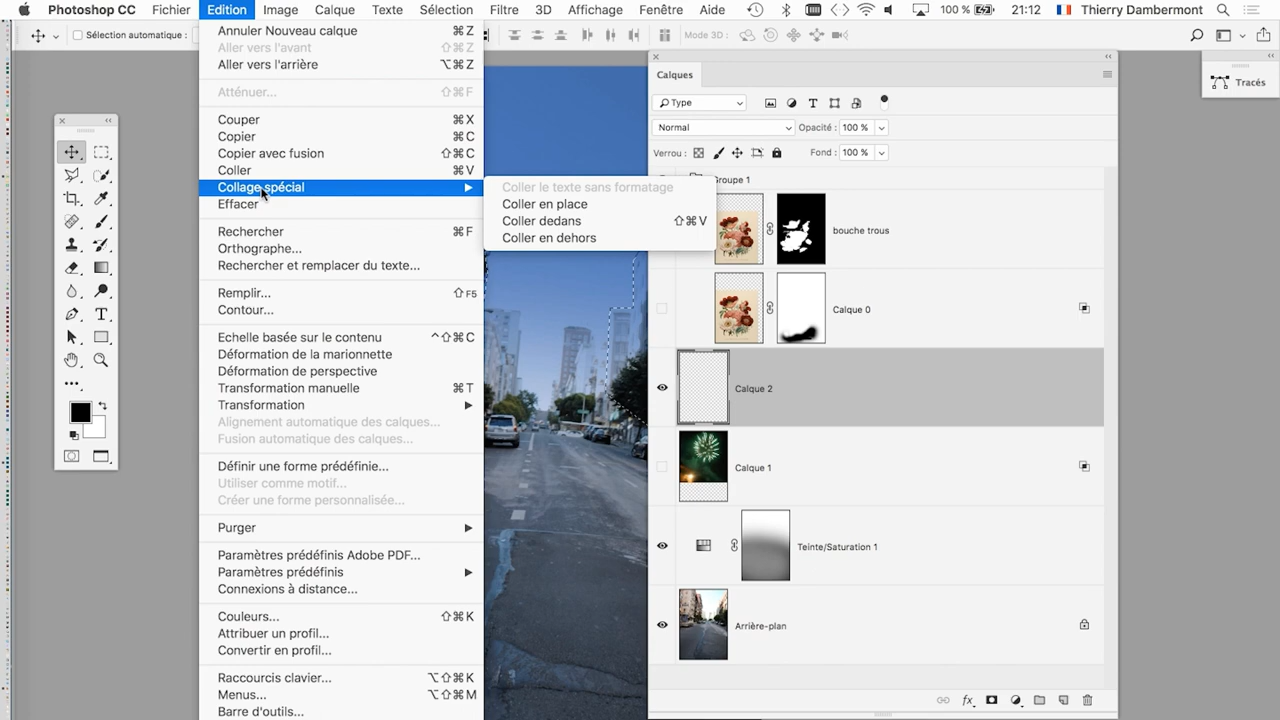 Photoshop CC Fichier Edition Image Calque Texte Sélection Filtre 3D Affichage Fenêtre Aide 100 % 21:12 Thierry Dambermont
Sélection automatique : Mode 3D :
Annuler Nouveau calque ⌘Z
Aller vers l'avant ⇧⌘Z
Aller vers l'arrière ⌥⌘Z
Atténuer... ⇧⌘F
Couper ⌘X
Copier ⌘C
Copier avec fusion ⇧⌘C
Coller ⌘V
Collage spécial
Effacer
Rechercher ⌘F
Orthographe...
Rechercher et remplacer du texte...
Remplir... ⇧F5
Contour...
Echelle basée sur le contenu ^⇧⌘C
Déformation de la marionnette
Déformation de perspective
Transformation manuelle ⌘T
Transformation
Alignement automatique des calques...
Fusion automatique des calques...
Définir une forme prédéfinie...
Utiliser comme motif...
Créer une forme personnalisée...
Purger
Paramètres prédéfinis Adobe PDF...
Paramètres prédéfinis
Connexions à distance...
Couleurs... ⇧⌘K
Attribuer un profil...
Convertir en profil...
Raccourcis clavier... ⌥⇧⌘K
Menus... ⌥⇧⌘M
Barre d'outils...
Coller le texte sans formatage
Coller en place
Coller dedans ⇧⌘V
Coller en dehors
Calques
Type
Normal Opacité : 100 %
Verrou : Fond : 100 %
Groupe 1
bouche trous
Calque 0
Calque 2
Calque 1
Teinte/Saturation 1
Arrière-plan
Tracés